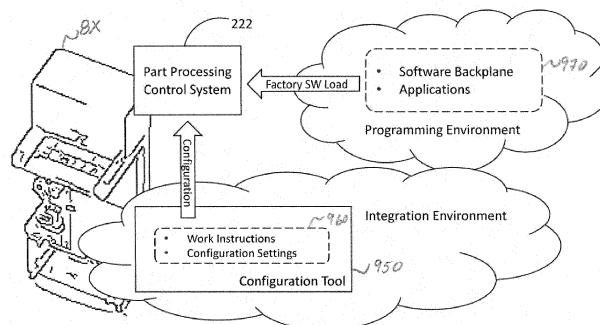 8X
222
Part Processing
Control System
Factory SW Load
• Software Backplane
• Applications
970
Programming Environment
Configuration
Integration Environment
960
• Work Instructions
• Configuration Settings
950
Configuration Tool